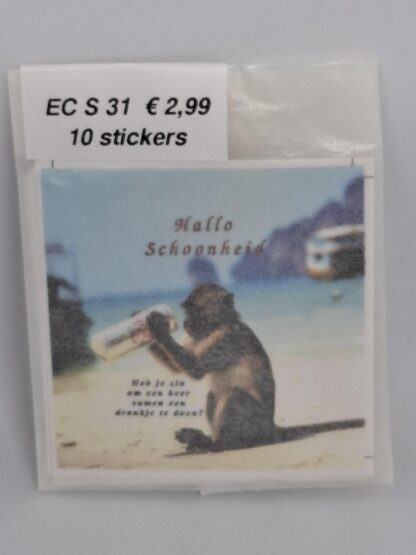 EC S 31 € 2,99
10 stickers
Hallo
Schoonheid
Heb je zin
om een keer
samen een
drankje te doen?